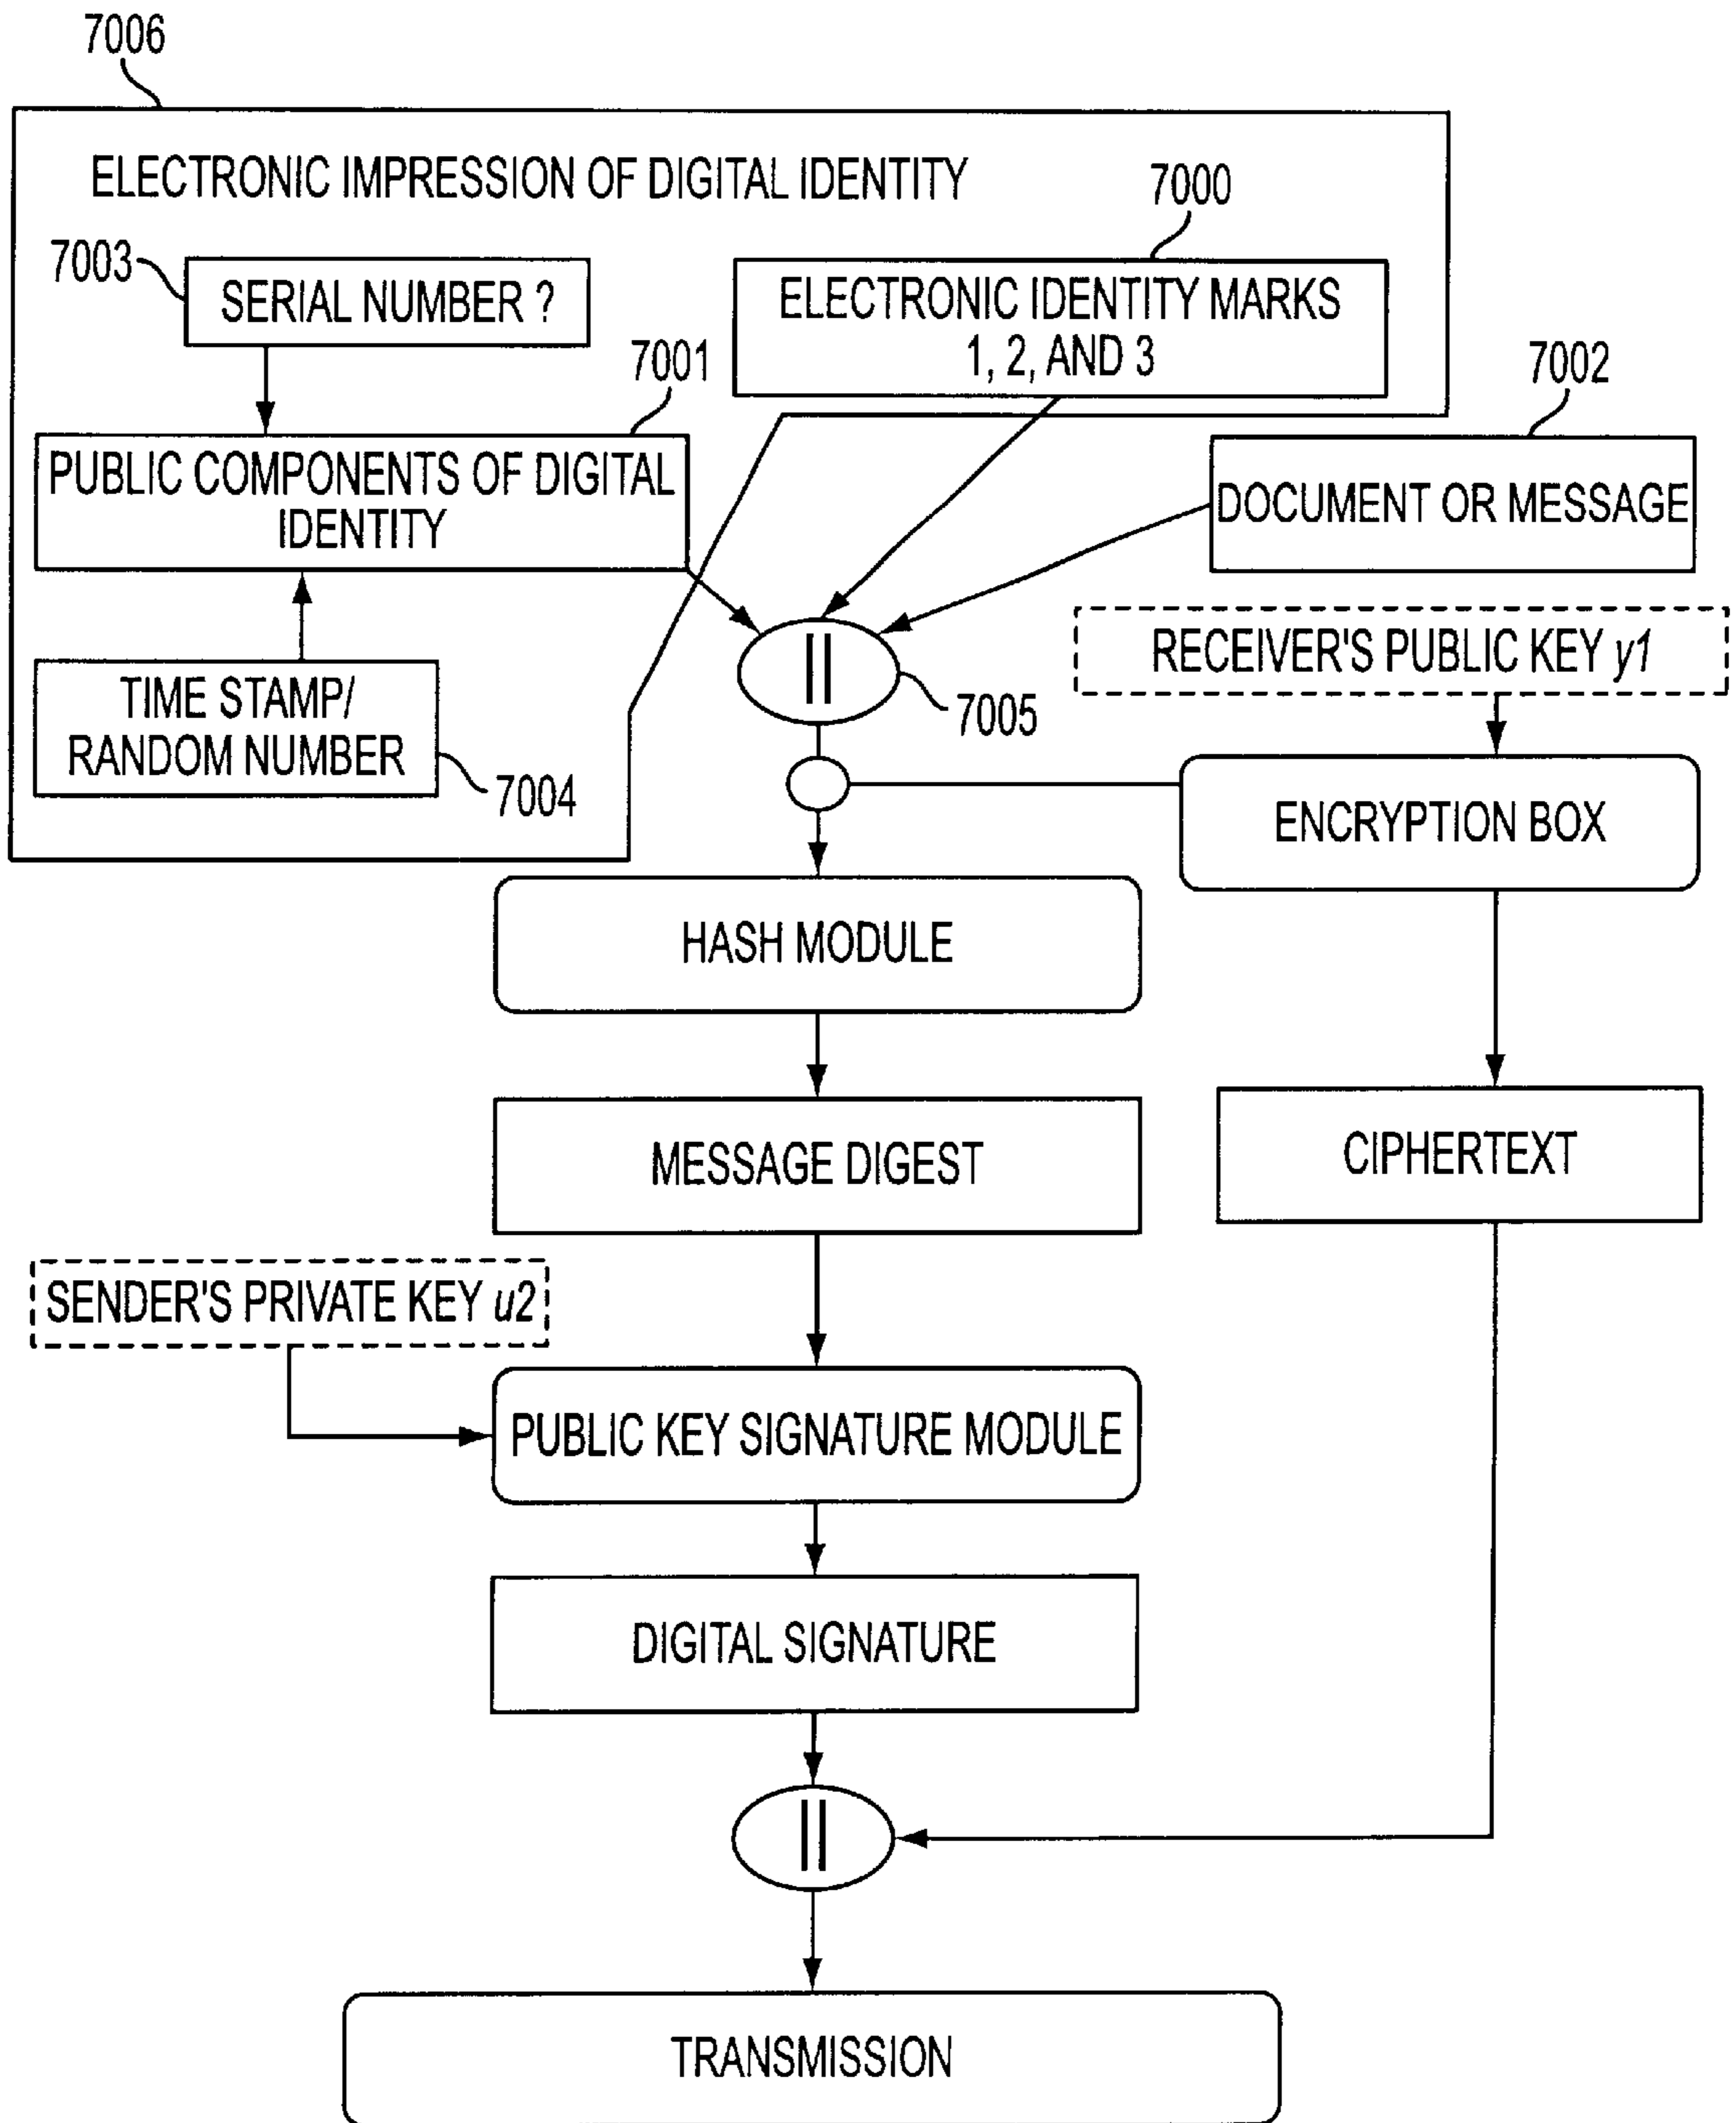 7006
ELECTRONIC IMPRESSION OF DIGITAL IDENTITY
7000
7003
SERIAL NUMBER ?
ELECTRONIC IDENTITY MARKS
1, 2, AND 3
7001
7002
PUBLIC COMPONENTS OF DIGITAL
IDENTITY
DOCUMENT OR MESSAGE
RECEIVER'S PUBLIC KEY y1
||
7005
TIME STAMP/
RANDOM NUMBER
7004
ENCRYPTION BOX
HASH MODULE
MESSAGE DIGEST
CIPHERTEXT
SENDER'S PRIVATE KEY u2
PUBLIC KEY SIGNATURE MODULE
DIGITAL SIGNATURE
||
TRANSMISSION